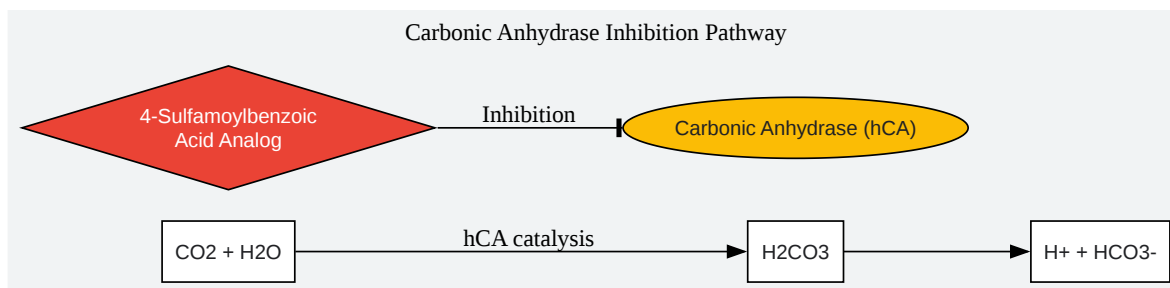 Carbonic Anhydrase Inhibition Pathway
4-Sulfamoylbenzoic
Acid Analog
Inhibition
Carbonic Anhydrase (hCA)
CO2 + H2O
hCA catalysis
H2CO3
H+ + HCO3-